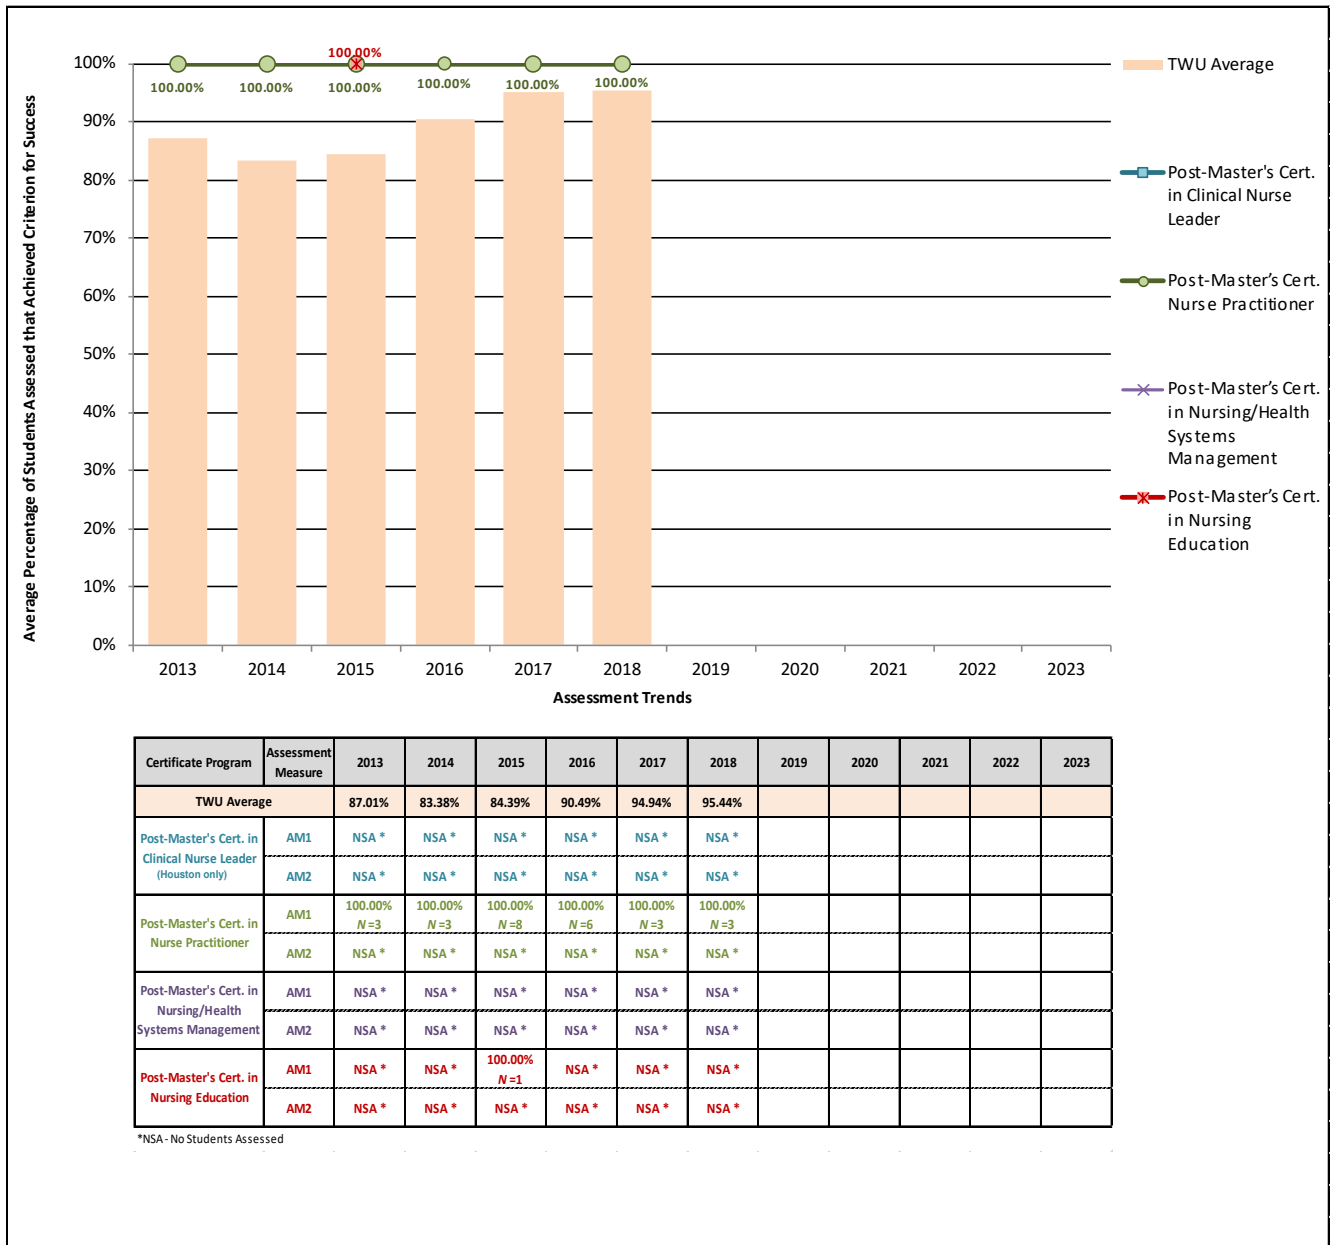 100.00%
100%
100.00% 100.00% 100.00% 100.00% 100.00% 100.00%
90%
80%
70%
60%
50%
40%
30%
20%
10%
0%
2013 2014 2015 2016 2017 2018 2019 2020 2021 2022 2023
Assessment Trends
Average Percentage of Students Assessed that Achieved Criterion for Success
TWU Average
Post-Master's Cert.
in Clinical Nurse
Leader
Post-Master’s Cert.
Nurse Practitioner
Post-Master’s Cert.
in Nursing/Health
Systems
Management
Post-Master’s Cert.
in Nursing
Education
Certificate Program Assessment Measure 2013 2014 2015 2016 2017 2018 2019 2020 2021 2022 2023
TWU Average 87.01% 83.38% 84.39% 90.49% 94.94% 95.44%
Post-Master's Cert. in
Clinical Nurse Leader
(Houston only)
AM1 NSA * NSA * NSA * NSA * NSA * NSA *
AM2 NSA * NSA * NSA * NSA * NSA * NSA *
Post-Master's Cert. in
Nurse Practitioner
AM1 100.00% 100.00% 100.00% 100.00% 100.00% 100.00%
N =3 N =3 N =8 N =6 N =3 N =3
AM2 NSA * NSA * NSA * NSA * NSA * NSA *
Post-Master's Cert. in
Nursing/Health
Systems Management
AM1 NSA * NSA * NSA * NSA * NSA * NSA *
AM2 NSA * NSA * NSA * NSA * NSA * NSA *
Post-Master's Cert. in
Nursing Education
AM1 NSA * NSA * 100.00% N =1 NSA * NSA * NSA *
AM2 NSA * NSA * NSA * NSA * NSA * NSA *
*NSA - No Students Assessed